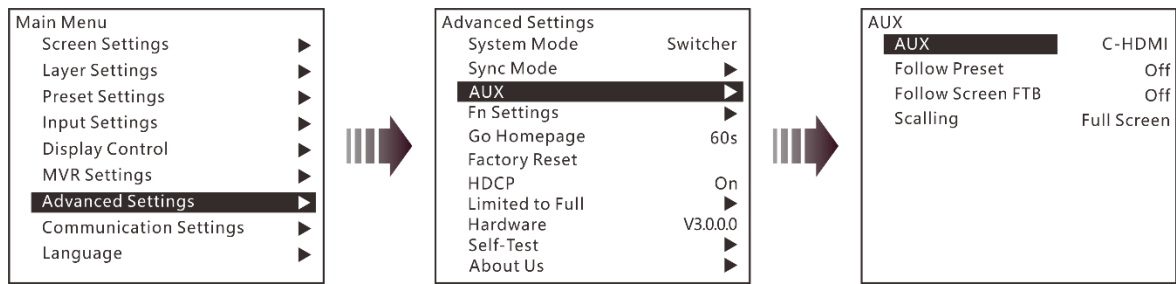 Main Menu
Screen Settings
Layer Settings
Preset Settings
Input Settings
Display Control
MVR Settings
Advanced Settings
Communication Settings
Language
Advanced Settings
System Mode Switcher
Sync Mode
AUX
Fn Settings
Go Homepage 60s
Factory Reset
HDCP On
Limited to Full
Hardware V3.0.0.0
Self-Test
About Us
AUX
AUX C-HDMI
Follow Preset Off
Follow Screen FTB Off
Scalling Full Screen